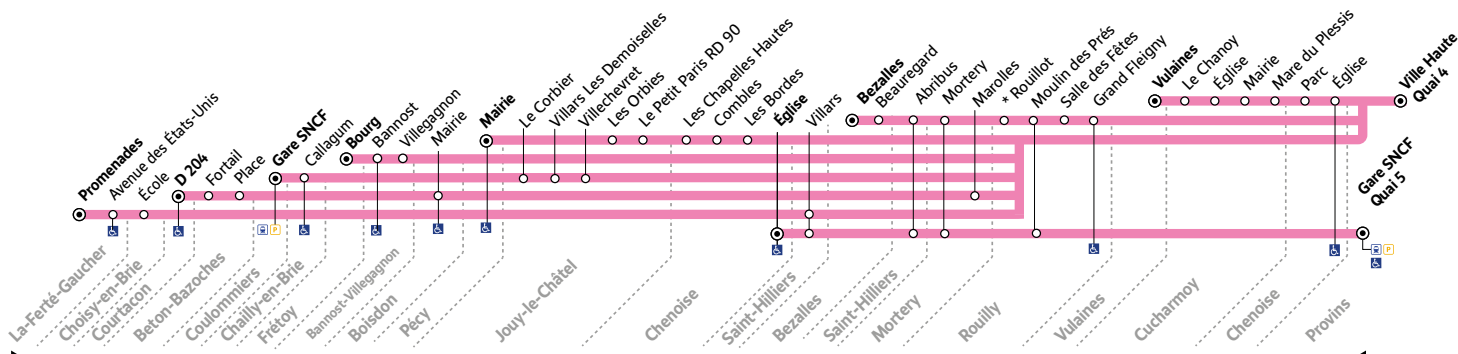 Promenades
Avenue des États-Unis
École
D 204
Fortail
Place
Gare SNCF
Callagum
Bourg
Bannost
Villegagnon
Mairie
Mairie
Le Corbier
Villars Les Demoiselles
Villechevret
Les Orbies
Le Petit Paris RD 90
Les Chapelles Hautes
Combles
Les Bordes
Église
Villars
Bezalles
Beauregard
Abribus
Mortery
Marolles
* Rouillot
Moulin des Prés
Salle des Fêtes
Grand Fleigny
Vulaines
Le Chanoy
Église
Mairie
Mare du Plessis
Parc
Église
Ville Haute
Quai 4
Gare SNCF
Quai 5
P
P
La-Ferté-Gaucher
Choisy-en-Brie
Courtacon
Beton-Bazoches
Coulommiers
Chailly-en-Brie
Frétoy
Bannost-Villegagnon
Boisdon
Pécy
Jouy-le-Châtel
Chenoise
Saint-Hilliers
Bezalles
Saint-Hilliers
Mortery
Rouilly
Vulaines
Cucharmoy
Chenoise
Provins